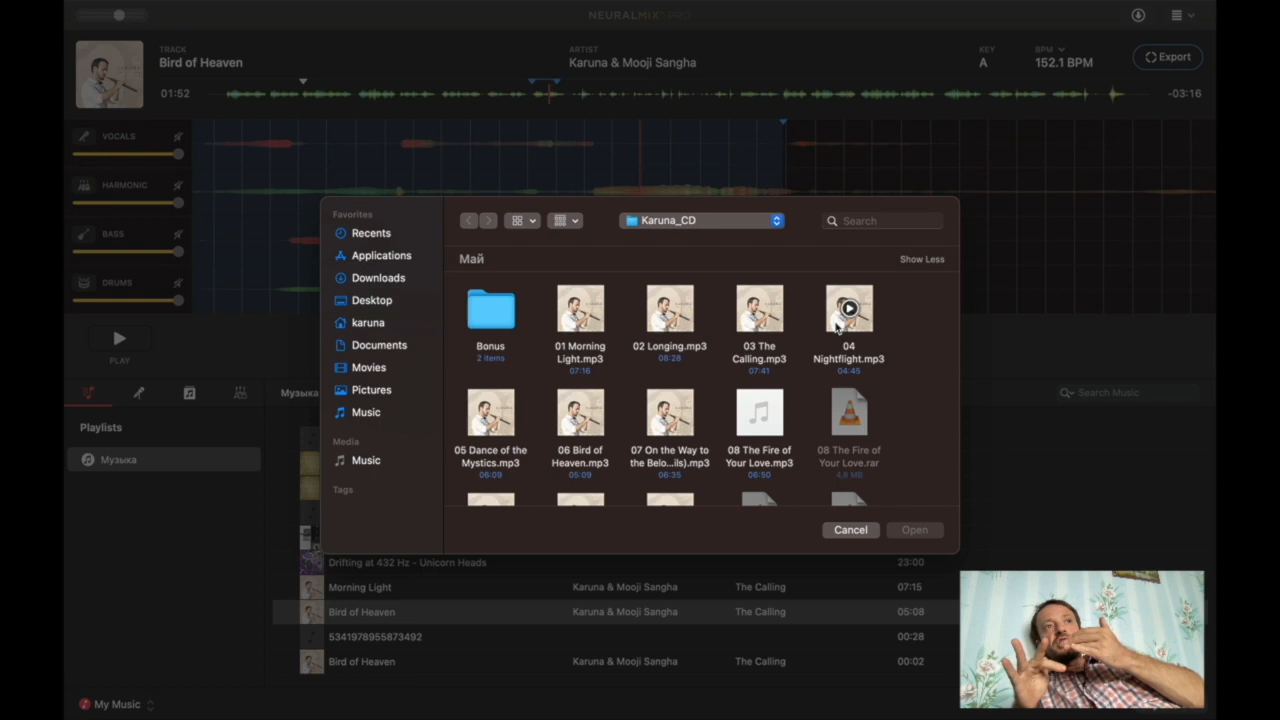 NEURALMIX PRO
TRACK
Bird of Heaven
ARTIST
Karuna & Mooji Sangha
KEY
A
BPM
152.1 BPM
Export
01:52
-03:16
VOCALS
HARMONIC
BASS
DRUMS
PLAY
Favorites
Recents
Applications
Downloads
Desktop
karuna
Documents
Movies
Pictures
Music
Media
Music
Tags
Karuna_CD
Search
Май
Show Less
Bonus
2 items
01 Morning
Light.mp3
07:16
02 Longing.mp3
08:28
03 The
Calling.mp3
07:41
04
Nightflight.mp3
04:45
05 Dance of the
Mystics.mp3
06:09
06 Bird of
Heaven.mp3
05:09
07 On the Way to
the Belo...ils).mp3
06:35
08 The Fire of
Your Love.mp3
06:50
08 The Fire of
Your Love.rar
4,8 MB
Cancel
Open
Музыка
Search Music
Playlists
Музыка
Drifting at 432 Hz - Unicorn Heads
23:00
Morning Light
Karuna & Mooji Sangha
The Calling
07:15
Bird of Heaven
Karuna & Mooji Sangha
The Calling
05:08
5341978955873492
00:28
Bird of Heaven
Karuna & Mooji Sangha
The Calling
00:02
My Music